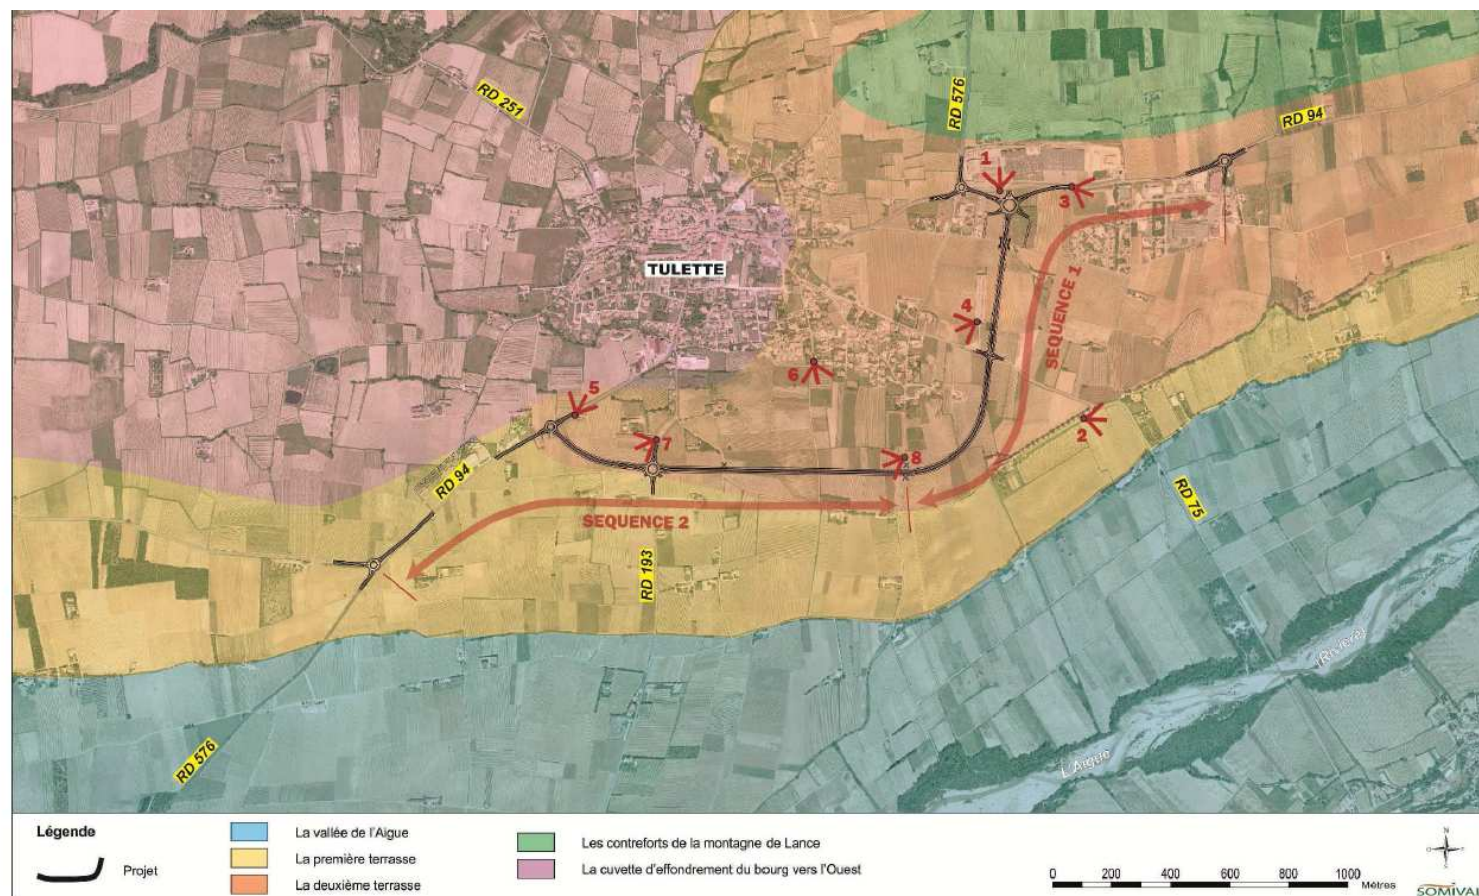 RD 576
RD 251
RD 94
1
3
TULETTE
SEQUENCE 1
4
6
5
2
7
8
RD 94
SEQUENCE 2
RD 75
RD 193
Rivière
L'Aigue
RD 576
Légende
Projet
La vallée de l'Aigue
La première terrasse
La deuxième terrasse
Les contreforts de la montagne de Lance
La cuvette d'effondrement du bourg vers l'Ouest
N
O
E
S
0 200 400 600 800 1000
Mètres
SOMIVAL